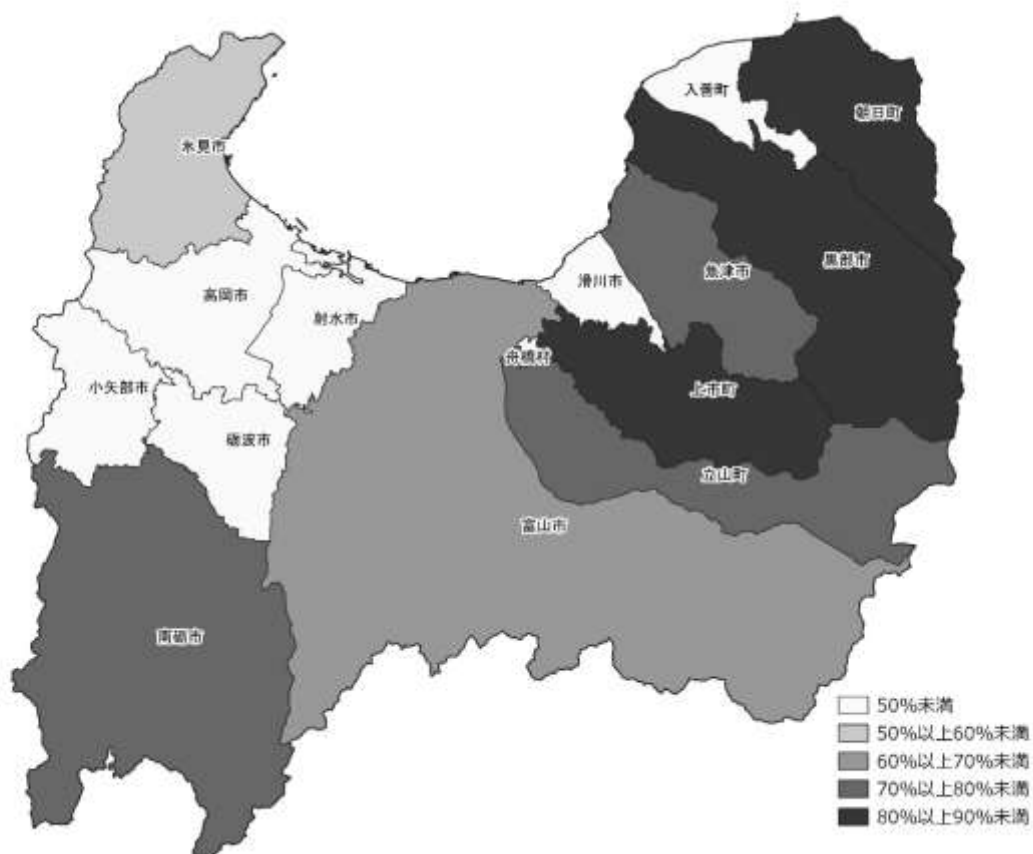 入善町
朝日町
氷見市
黒部市
魚津市
滑川市
高岡市
射水市
舟橋村
小矢部市
上市町
砺波市
立山町
富山市
南砺市
50%未満
50%以上60%未満
60%以上70%未満
70%以上80%未満
80%以上90%未満